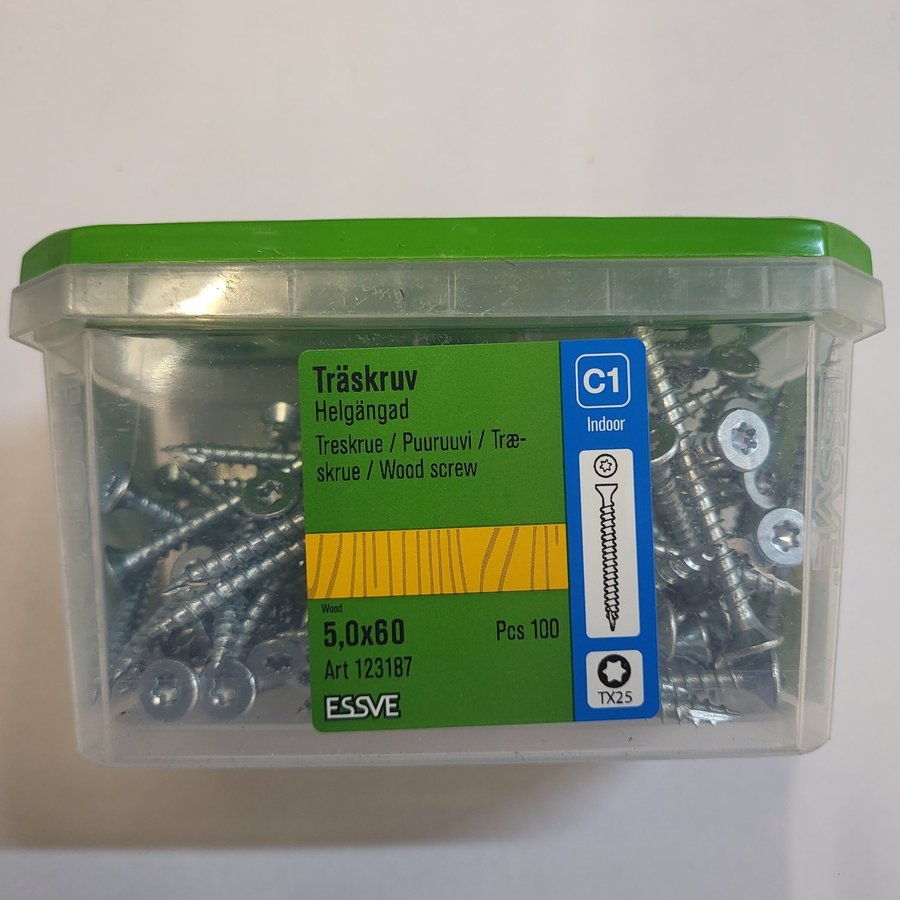 Träskruv
Helgängad
Treskrue / Puuruuvi / Træ-
skrue / Wood screw
Wood
5,0x60
Pcs 100
Art 123187
ESSVE
C1
Indoor
TX25
ESSVE